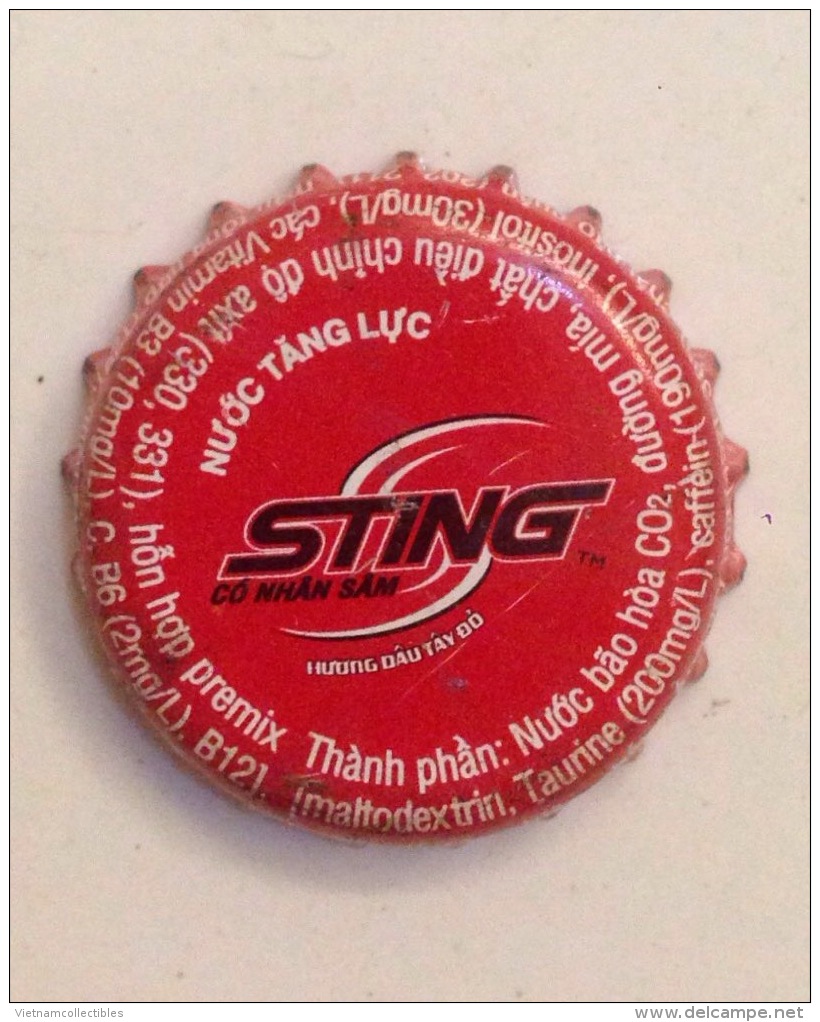 NƯỚC TĂNG LỰC
STING
TM
CÓ NHÂN SÂM
HƯƠNG DÂU TÂY ĐỎ
Thành phần: Nước bão hòa CO2, đường mía, chất điều chỉnh độ axit (330, 331), hỗn hợp premix
[maltodextrin, Taurine (200mg/L), caffein (190mg/L), inositol (30mg/L), các Vitamin B3 (10mg/L), C, B6 (2mg/L), B12],
Vietnamcollectibles
www.delcampe.net